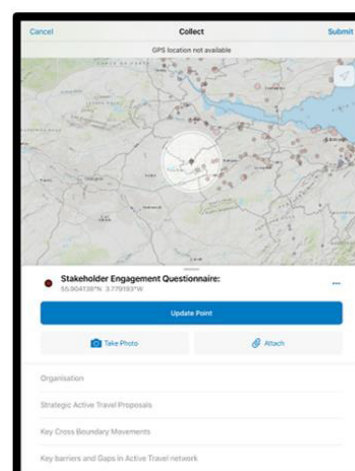 Cancel Collect Submit
GPS location not available
Stakeholder Engagement Questionnaire:
55.904139°N 3.779193°W
Update Point
Take Photo Attach
Organisation
Strategic Active Travel Proposals
Key Cross Boundary Movements
Key barriers and Gaps in Active Travel network